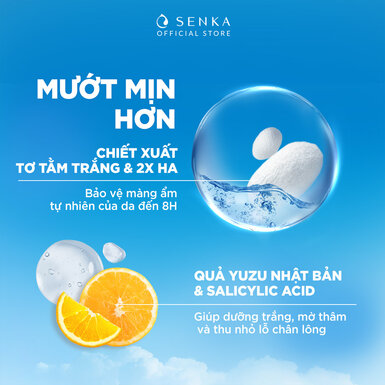 SENKA
OFFICIAL STORE
MƯỚT MỊN
HƠN
CHIẾT XUẤT
TƠ TẰM TRẮNG & 2X HA
Bảo vệ màng ẩm
tự nhiên của da đến 8H
QUẢ YUZU NHẬT BẢN
& SALICYLIC ACID
Giúp dưỡng trắng, mờ thâm
và thu nhỏ lỗ chân lông